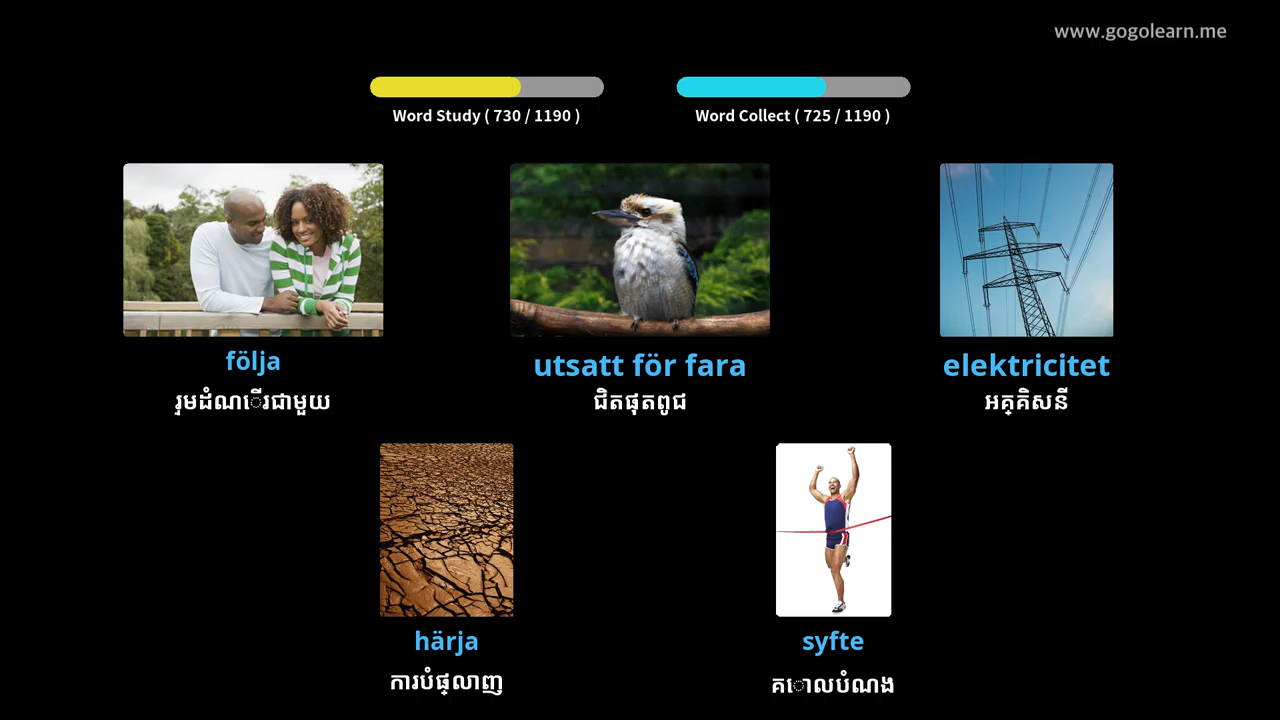 www.gogolearn.me
Word Study ( 730 / 1190 )
Word Collect ( 725 / 1190 )
följa
utsatt för fara
elektricitet
រួមដំណើរជាមួយ
ជិតផុតពូជ
អគ្គិសនី
härja
syfte
ការបំផ្លាញ
គោលបំណង